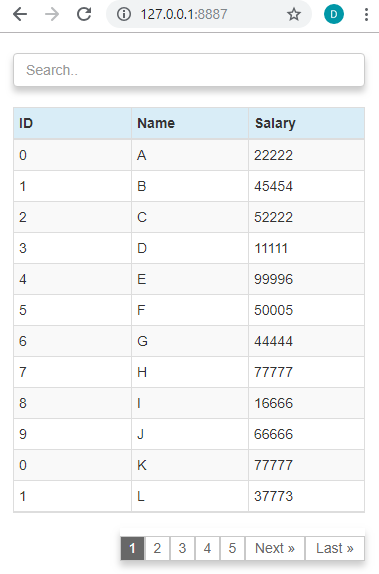 127.0.0.1:8887
D
Search..
ID Name Salary
0 A 22222
1 B 45454
2 C 52222
3 D 11111
4 E 99996
5 F 50005
6 G 44444
7 H 77777
8 I 16666
9 J 66666
0 K 77777
1 L 37773
1 2 3 4 5 Next » Last »